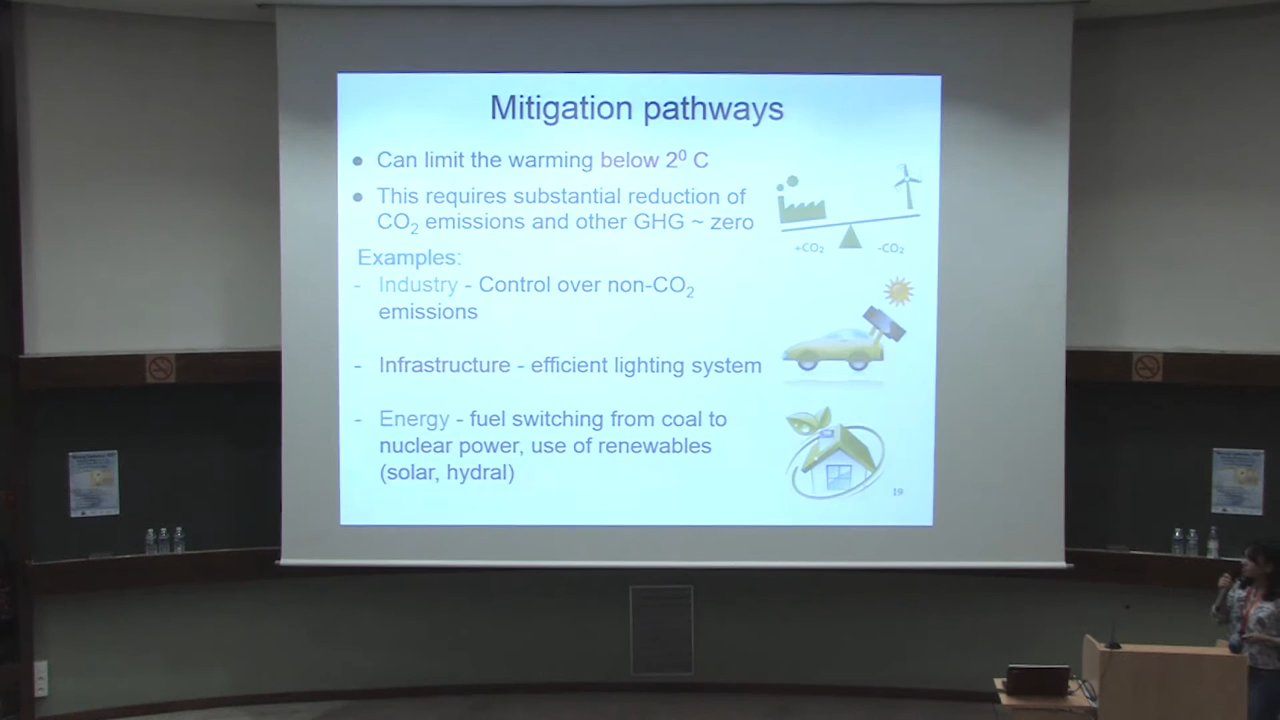 Mitigation pathways
● Can limit the warming below 2⁰ C
● This requires substantial reduction of
CO₂ emissions and other GHG ~ zero
+CO₂ -CO₂
Examples:
- Industry - Control over non-CO₂
emissions
- Infrastructure - efficient lighting system
- Energy - fuel switching from coal to
nuclear power, use of renewables
(solar, hydral)
19